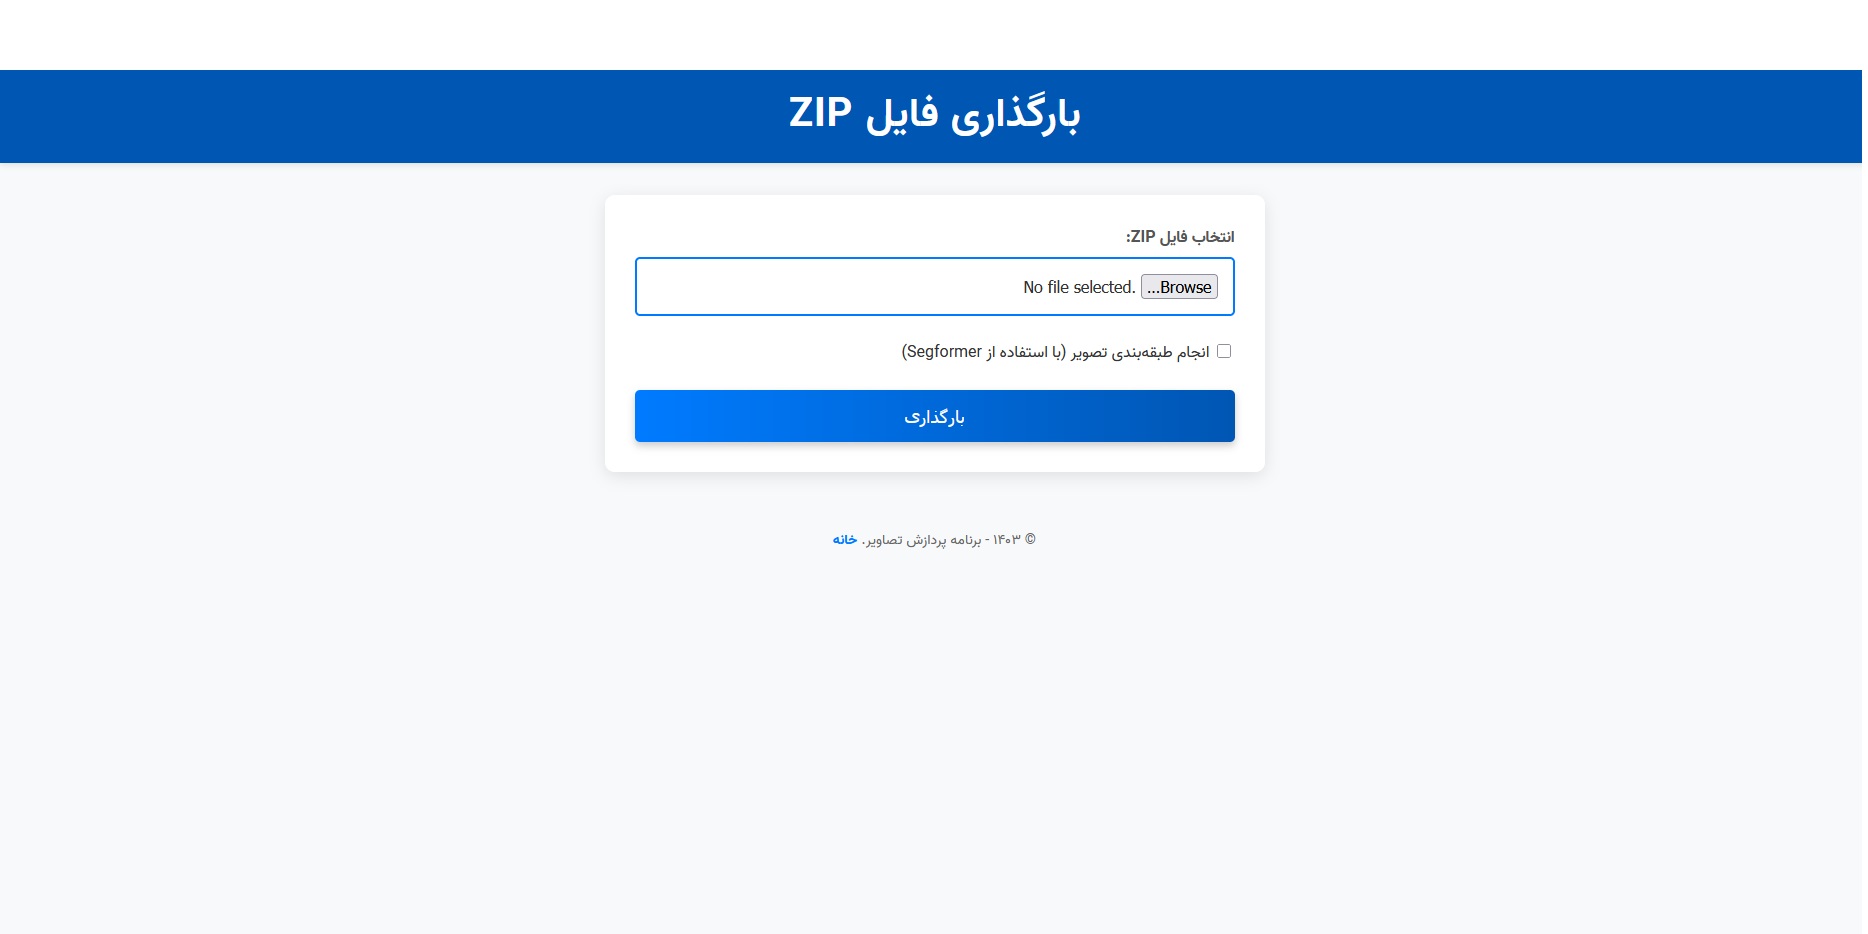 بارگذاری فایل ZIP
انتخاب فایل ZIP:
Browse... No file selected.
انجام طبقه‌بندی تصویر (با استفاده از Segformer)
بارگذاری
© ۱۴۰۳ - برنامه پردازش تصاویر. خانه